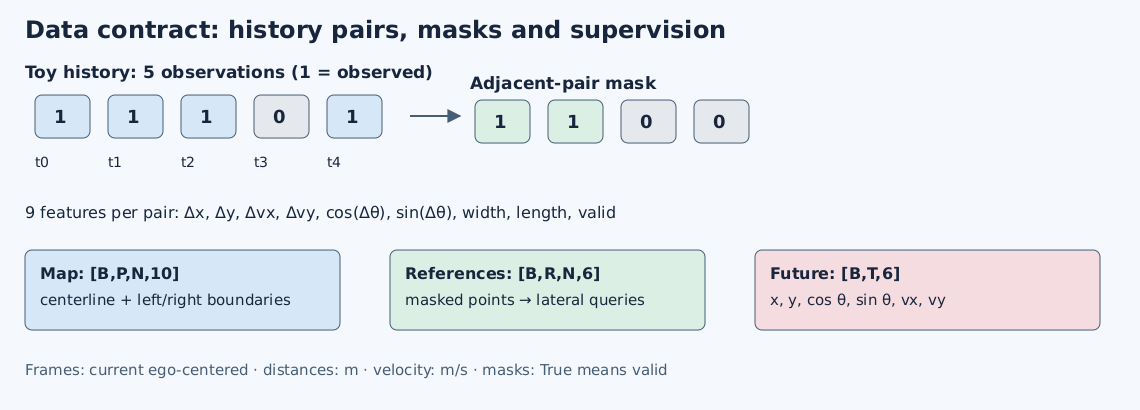 Data contract: history pairs, masks and supervision
Toy history: 5 observations (1 = observed)
1 1 1 0 1
t0 t1 t2 t3 t4
Adjacent-pair mask
1 1 0 0
9 features per pair: Δx, Δy, Δvx, Δvy, cos(Δθ), sin(Δθ), width, length, valid
Map: [B,P,N,10]
centerline + left/right boundaries
References: [B,R,N,6]
masked points → lateral queries
Future: [B,T,6]
x, y, cos θ, sin θ, vx, vy
Frames: current ego-centered · distances: m · velocity: m/s · masks: True means valid